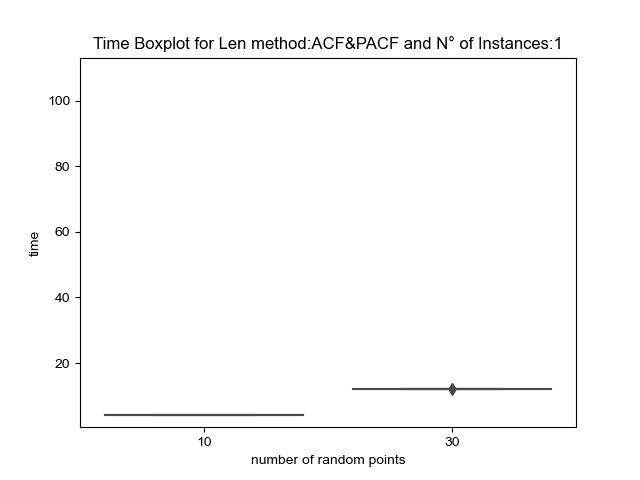 Time Boxplot for Len method:ACF&PACF and N° of Instances:1
100
80
60
40
20
time
10
30
number of random points